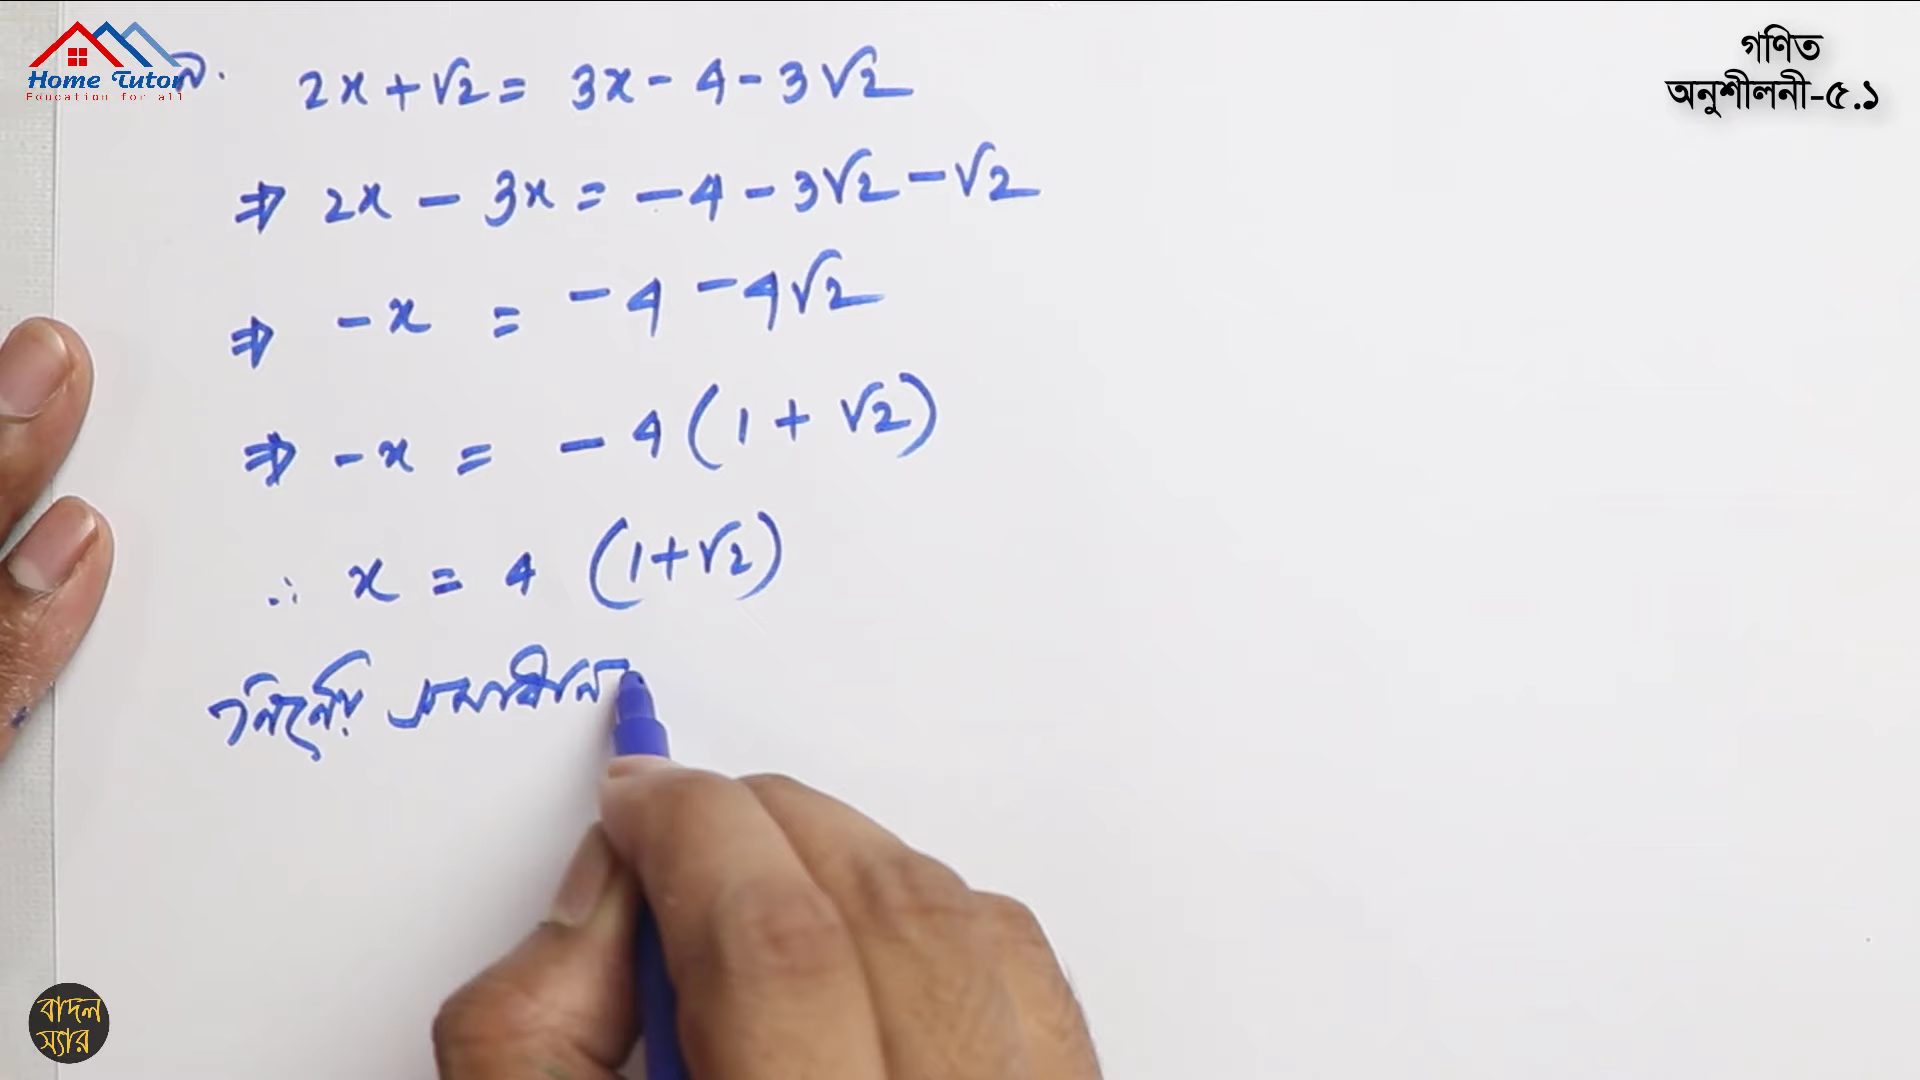 Home Tutor
Education for all
গণিত
অনুশীলনী-৫.১
2x + √2 = 3x - 4 - 3√2
⇒ 2x - 3x = -4 - 3√2 - √2
⇒ -x = -4 - 4√2
⇒ -x = -4 (1 + √2)
∴ x = 4 (1+√2)
নির্ণেয় সমাধান
বাদল
স্যার